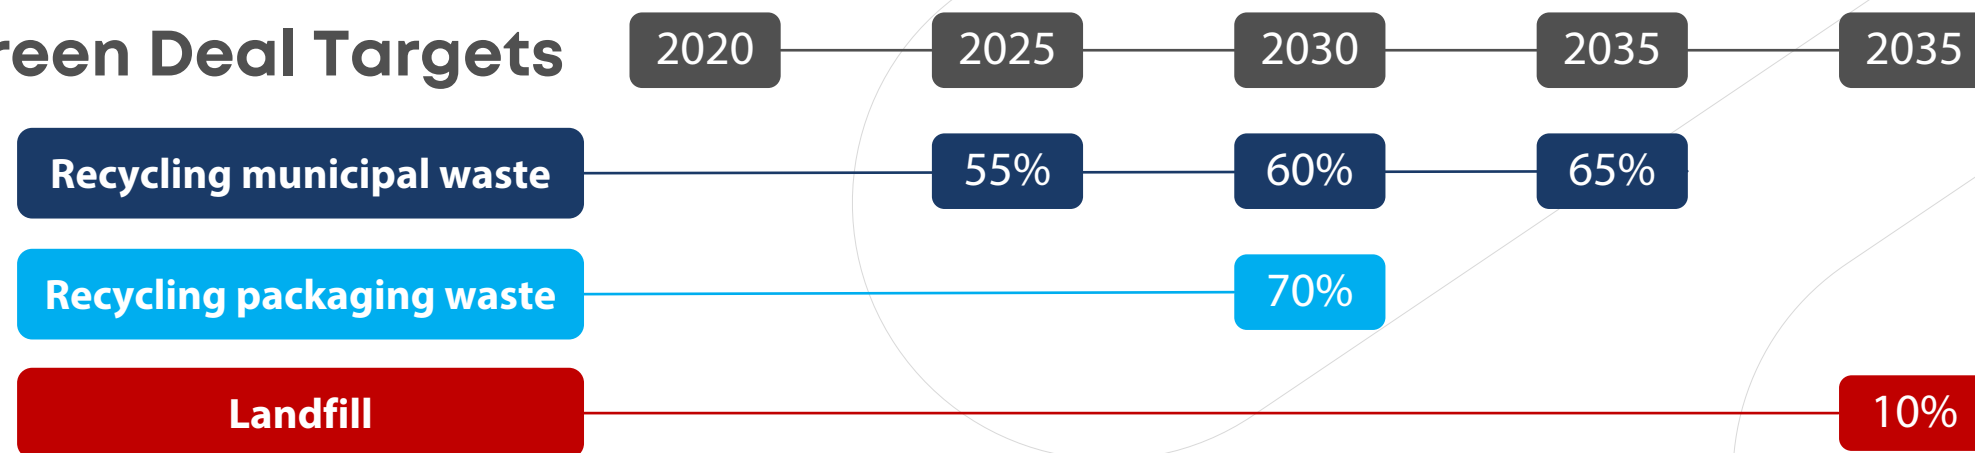 reen Deal Targets 2020 2025 2030 2035 2035
Recycling municipal waste 55% 60% 65%
Recycling packaging waste 70%
Landfill 10%